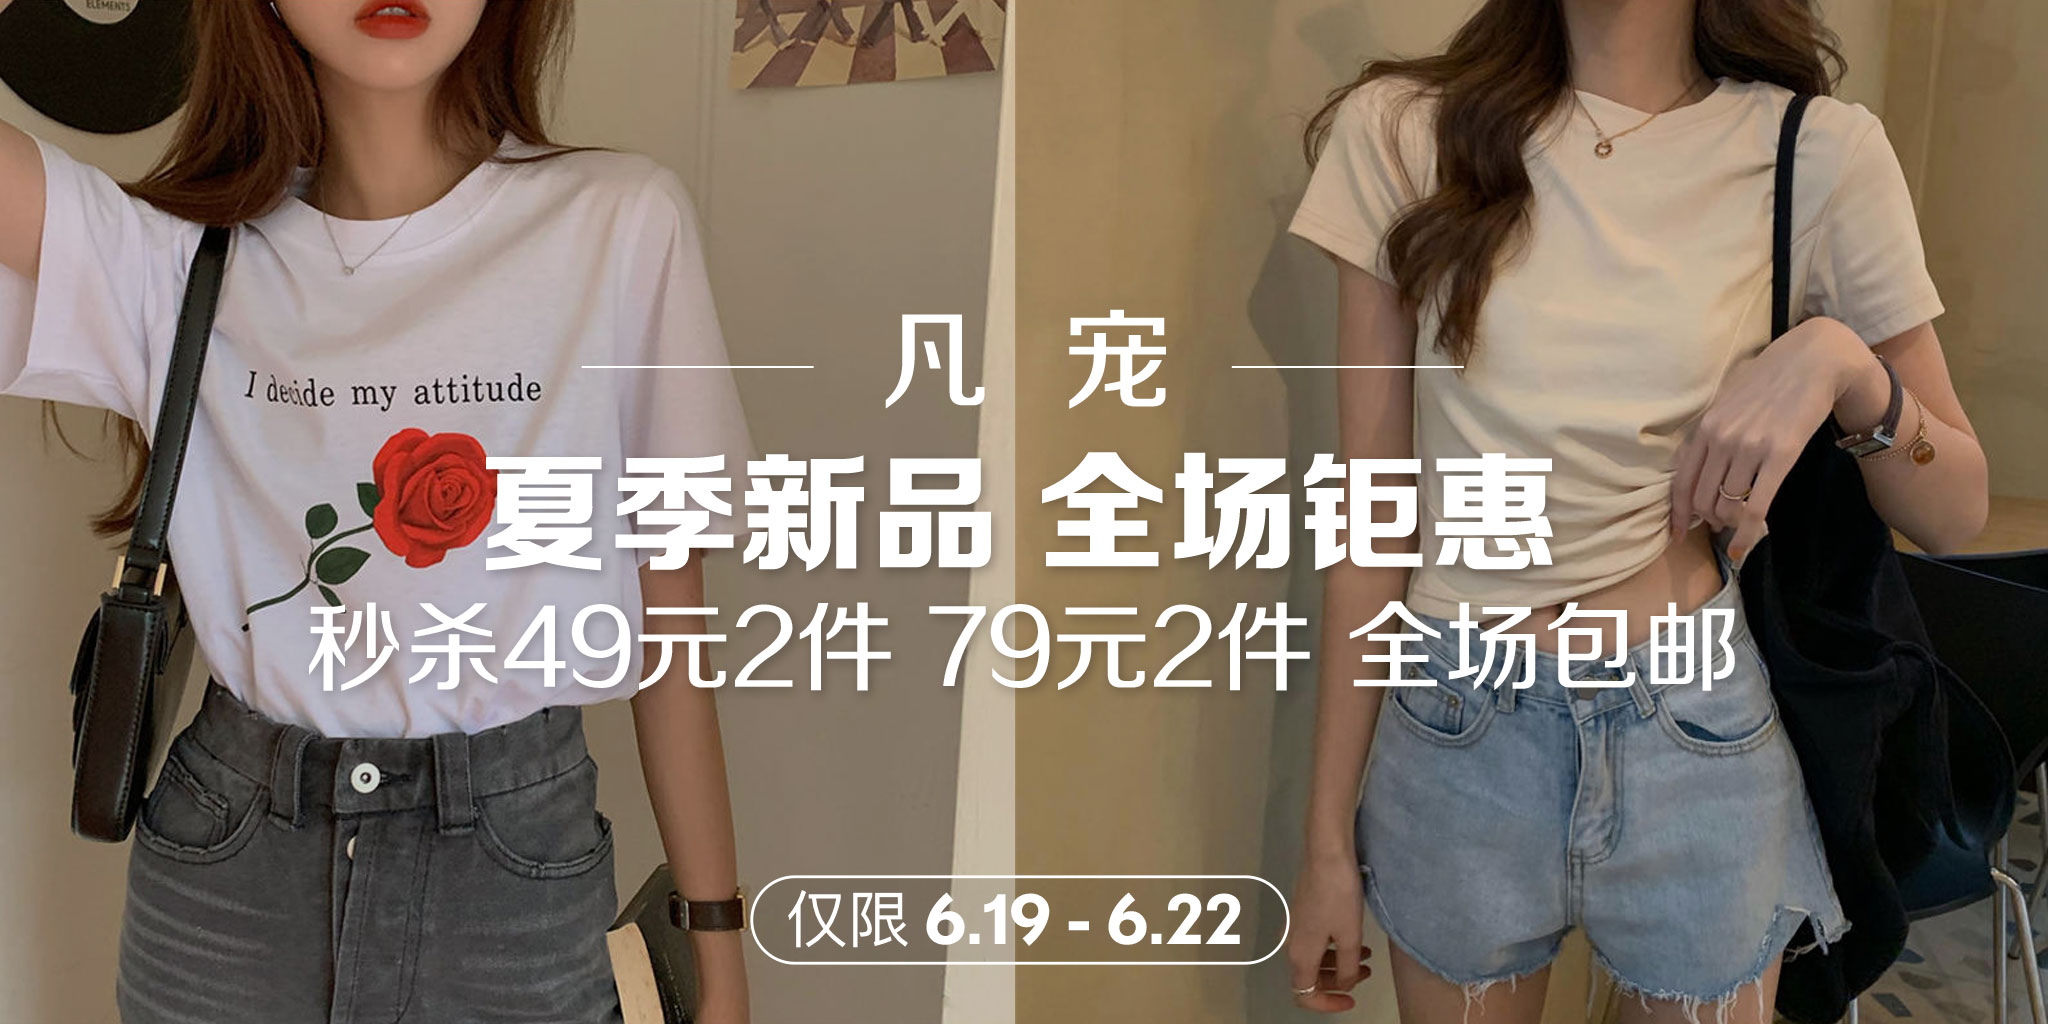 ELEMENTS
I decide my attitude
凡宠
夏季新品 全场钜惠
秒杀49元2件 79元2件 全场包邮
仅限 6.19 - 6.22